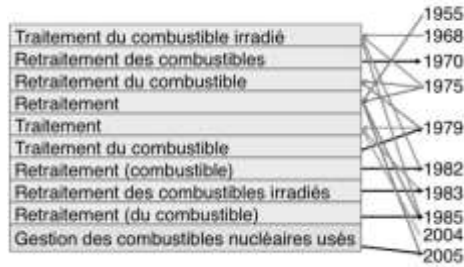 Traitement du combustible irradié
Retraitement des combustibles
Retraitement du combustible
Retraitement
Traitement
Traitement du combustible
Retraitement (combustible)
Retraitement des combustibles irradiés
Retraitement (du combustible)
Gestion des combustibles nucléaires usés
1955
1968
1970
1975
1979
1982
1983
1985
2004
2005